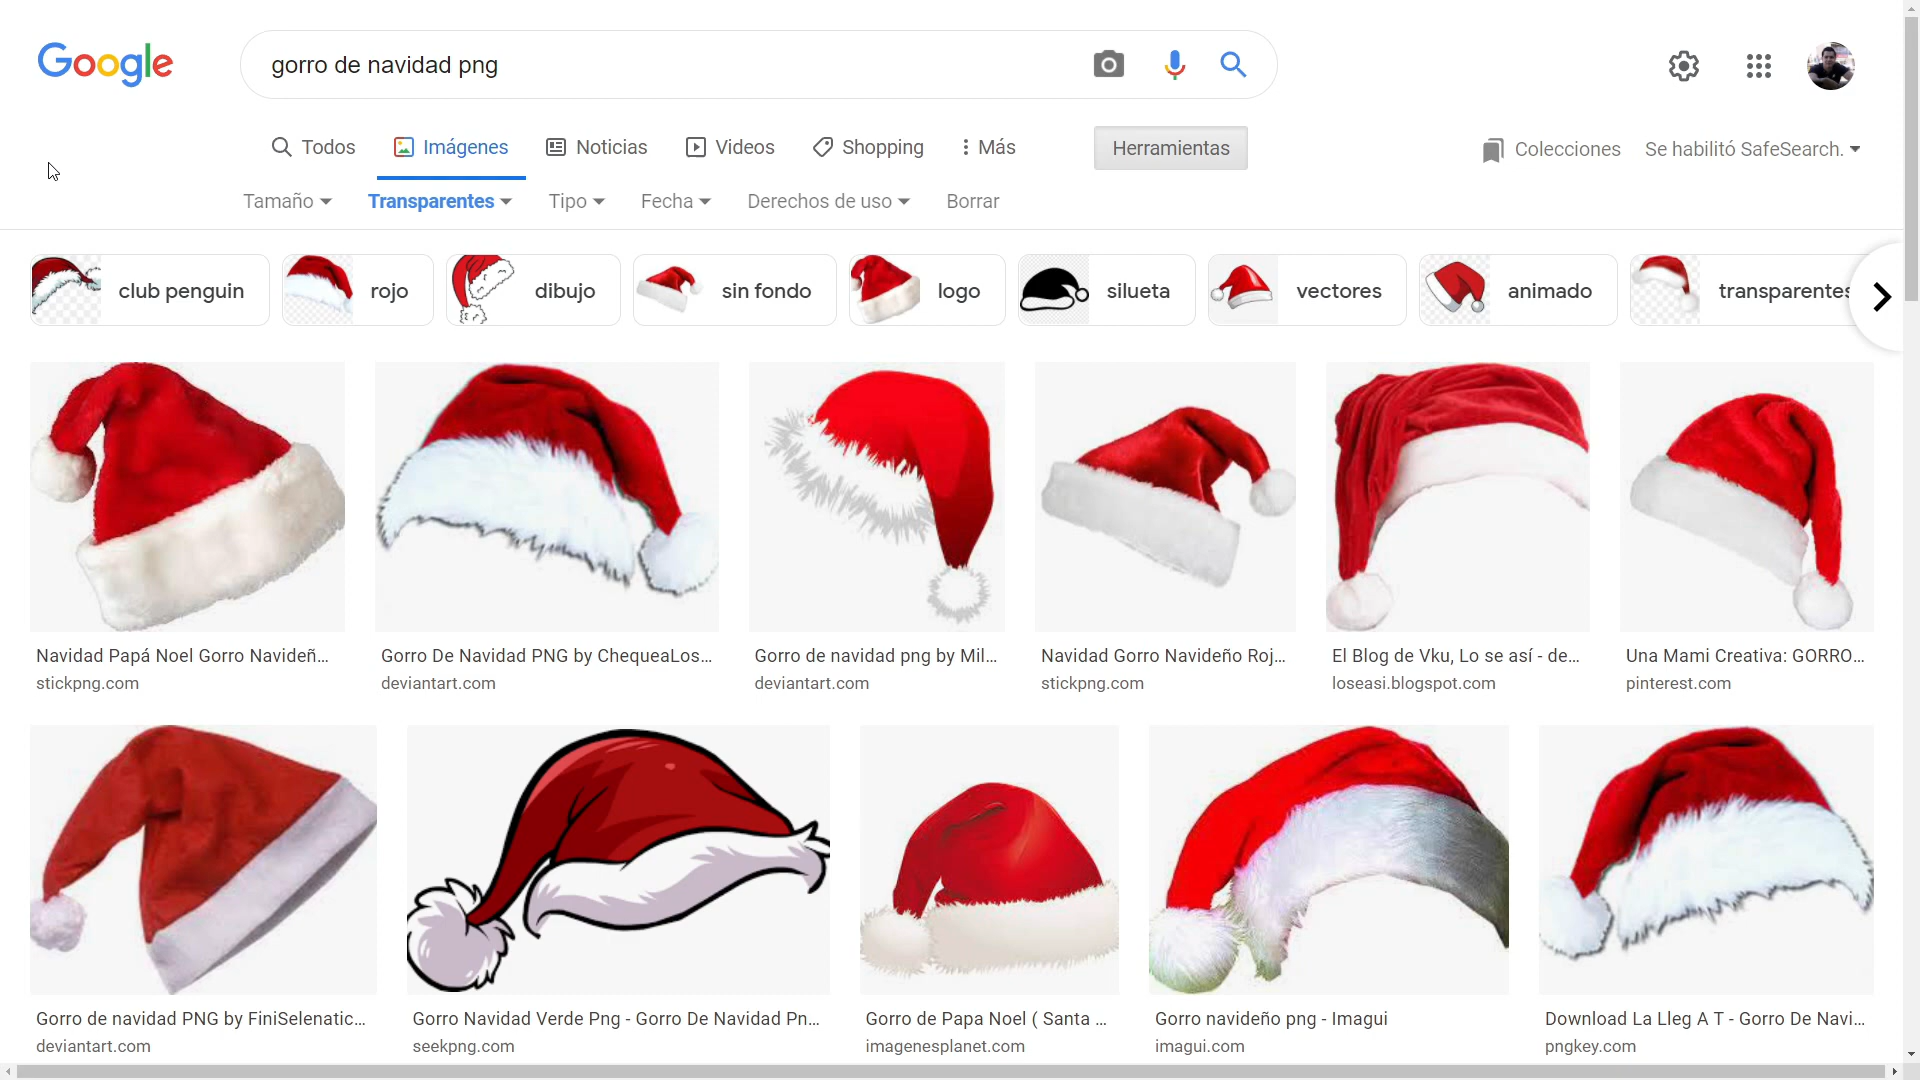 Google
gorro de navidad png
Todos
Imágenes
Noticias
Videos
Shopping
Más
Herramientas
Colecciones
Se habilitó SafeSearch.
Tamaño
Transparentes
Tipo
Fecha
Derechos de uso
Borrar
club penguin
rojo
dibujo
sin fondo
logo
silueta
vectores
animado
transparentes
Navidad Papá Noel Gorro Navideñ...
stickpng.com
Gorro De Navidad PNG by ChequeaLos...
deviantart.com
Gorro de navidad png by Mil...
deviantart.com
Navidad Gorro Navideño Roj...
stickpng.com
El Blog de Vku, Lo se así - de...
loseasi.blogspot.com
Una Mami Creativa: GORRO...
pinterest.com
Gorro de navidad PNG by FiniSelenatic...
deviantart.com
Gorro Navidad Verde Png - Gorro De Navidad Pn...
seekpng.com
Gorro de Papa Noel ( Santa ...
imagenesplanet.com
Gorro navideño png - Imagui
imagui.com
Download La Lleg A T - Gorro De Navi...
pngkey.com